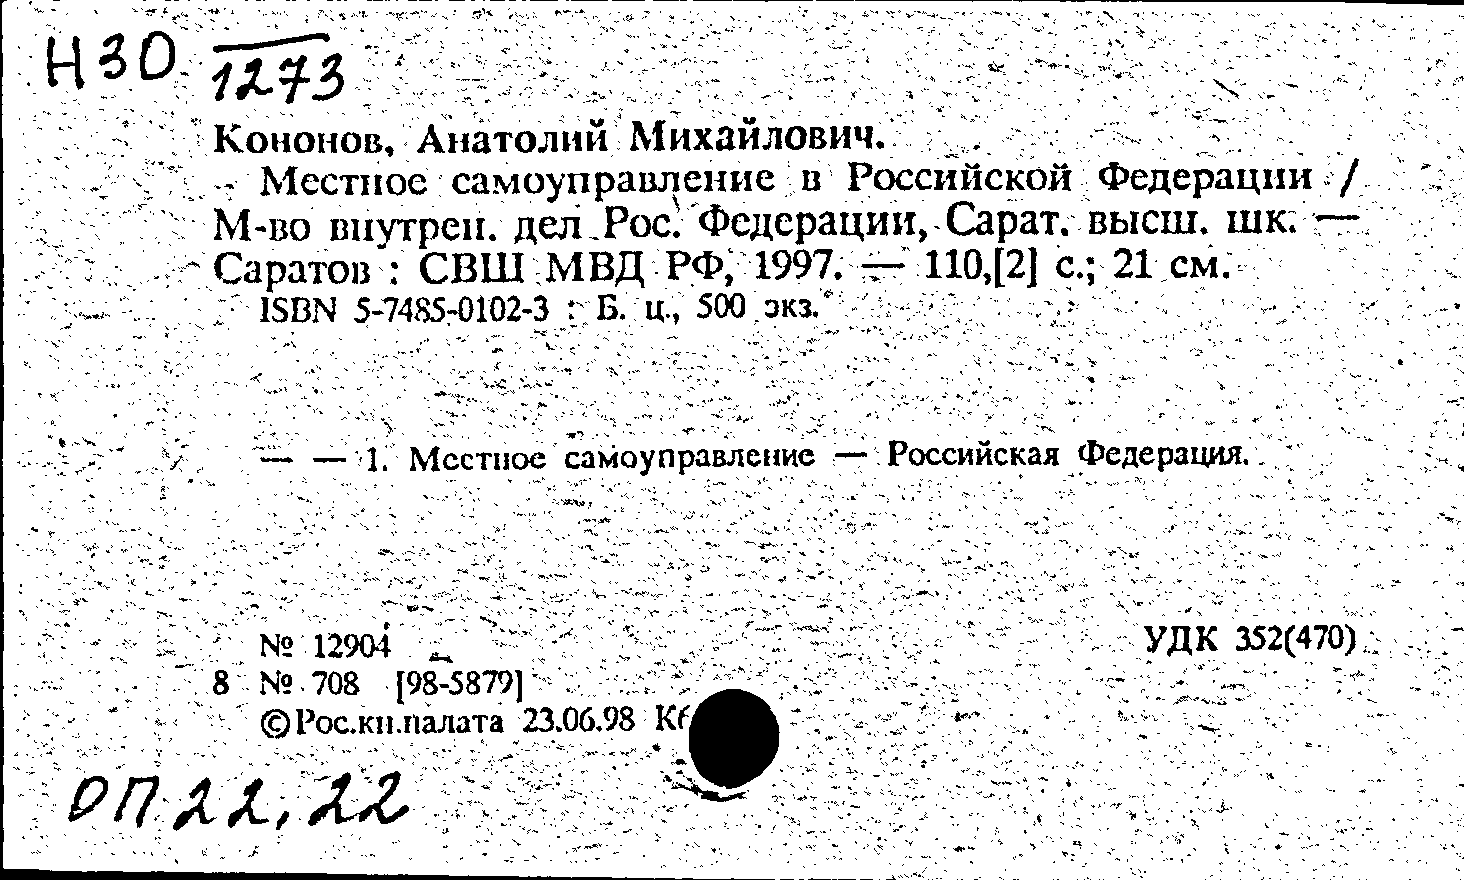 НЗО 1273
Кононов, Анатолий Михайлович.
Местное самоуправление в Российской Федерации /
М-во внутрен. дел Рос. Федерации, Сарат. высш. шк. —
Саратов : СВШ МВД РФ, 1997. — 110,[2] с.; 21 см.
ISBN 5-7485-0102-3 : Б. ц., 500 экз.
— — 1. Местное самоуправление — Российская Федерация.
№ 12904
УДК 352(470)
8 № 708 [98-5879]
©Рос.кн.палата 23.06.98
ОП 22, 22